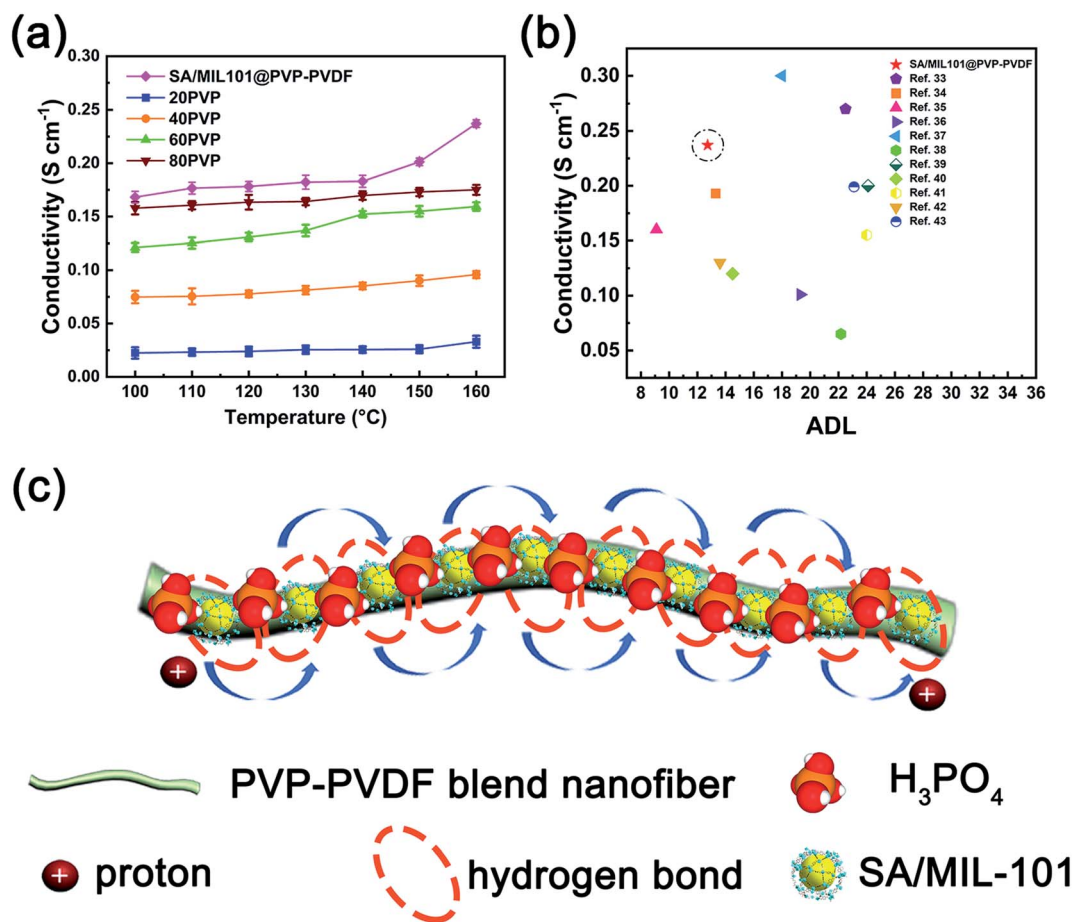 (a)
Conductivity (S cm⁻¹)
0.30
0.25
0.20
0.15
0.10
0.05
0.00
SA/MIL101@PVP-PVDF
20PVP
40PVP
60PVP
80PVP
100 110 120 130 140 150 160
Temperature (°C)
(b)
Conductivity (S cm⁻¹)
0.30
0.25
0.20
0.15
0.10
0.05
SA/MIL101@PVP-PVDF
Ref. 33
Ref. 34
Ref. 35
Ref. 36
Ref. 37
Ref. 38
Ref. 39
Ref. 40
Ref. 41
Ref. 42
Ref. 43
8 10 12 14 16 18 20 22 24 26 28 30 32 34 36
ADL
(c)
+
+
PVP-PVDF blend nanofiber
H₃PO₄
+ proton
hydrogen bond
SA/MIL-101